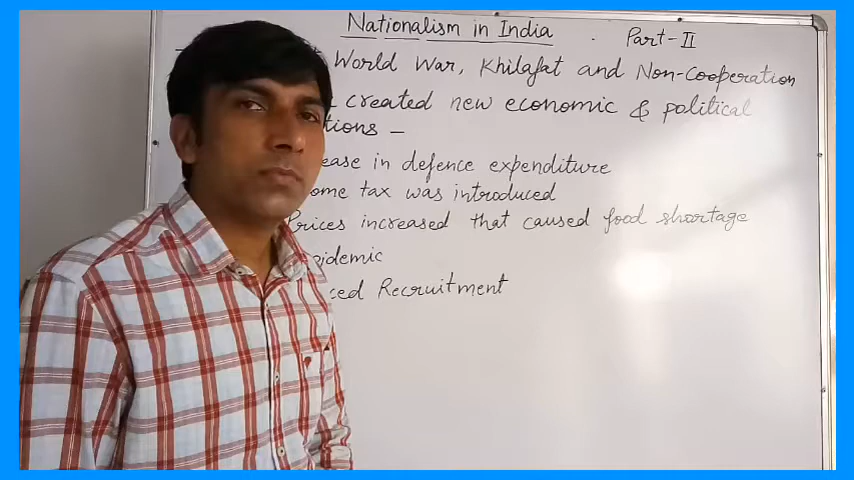 Nationalism in India . Part-II
World War, Khilafat and Non-Cooperation
created new economic & political
tions -
ease in defence expenditure
ome tax was introduced
Prices increased that caused food shortage
pidemic
ced Recruitment